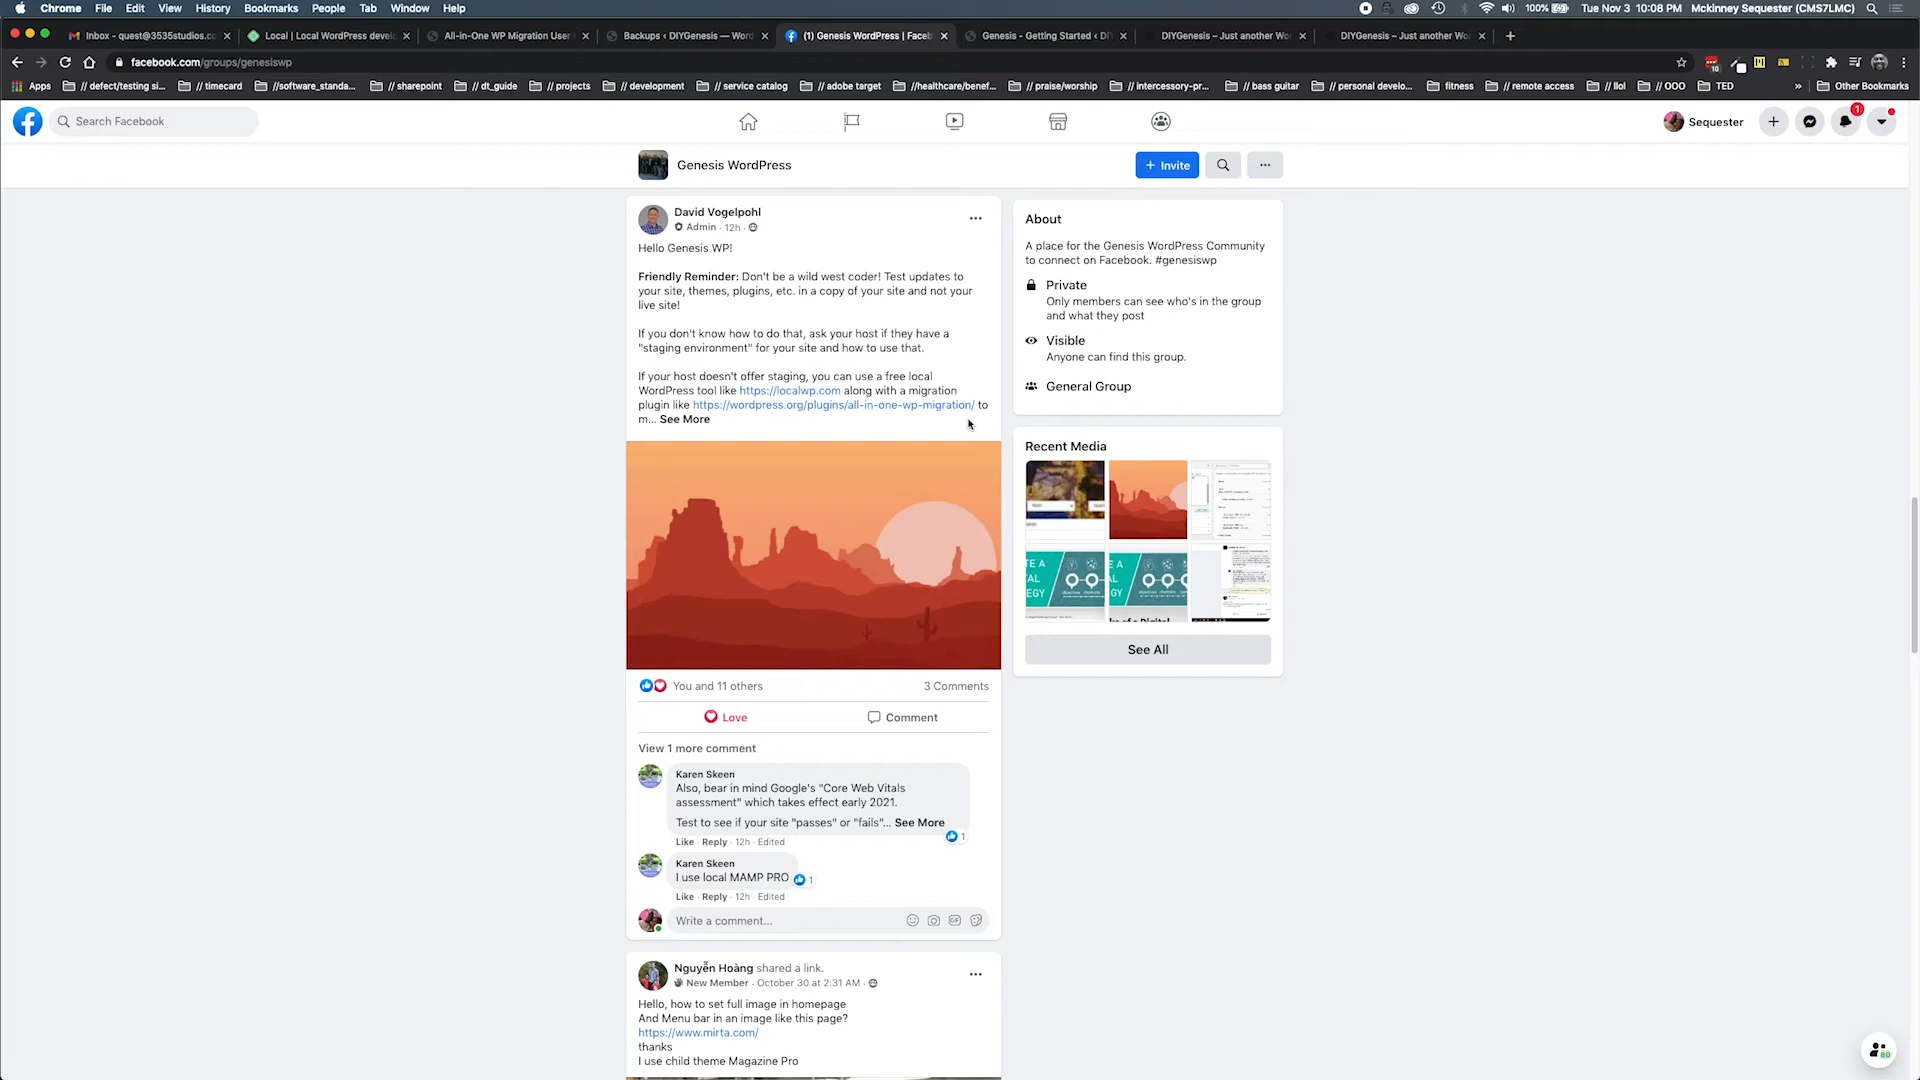 Chrome File Edit View History Bookmarks People Tab Window Help
100% Tue Nov 3 10:08 PM Mckinney Sequester (CMS7LMC)
Inbox - quest@3535studios.c
Local | Local WordPress develo
All-in-One WP Migration User
Backups ‹ DIYGenesis — Word
(1) Genesis WordPress | Faceb
Genesis - Getting Started ‹ DI
DIYGenesis – Just another Wo
DIYGenesis – Just another Wo
facebook.com/groups/genesiswp
10
Apps
// defect/testing si...
// timecard
//software_standa...
// sharepoint
// dt_guide
// projects
// development
// service catalog
// adobe target
//healthcare/benef...
// praise/worship
// intercessory-pr...
// bass guitar
// personal develo...
fitness
// remote access
// llol
// OOO
TED
»
Other Bookmarks
Search Facebook
Sequester
1
Genesis WordPress
+ Invite
David Vogelpohl
Admin · 12h ·
Hello Genesis WP!
Friendly Reminder: Don't be a wild west coder! Test updates to
your site, themes, plugins, etc. in a copy of your site and not your
live site!
If you don't know how to do that, ask your host if they have a
"staging environment" for your site and how to use that.
If your host doesn't offer staging, you can use a free local
WordPress tool like https://localwp.com along with a migration
plugin like https://wordpress.org/plugins/all-in-one-wp-migration/ to
m... See More
You and 11 others
3 Comments
Love
Comment
View 1 more comment
Karen Skeen
Also, bear in mind Google's "Core Web Vitals
assessment" which takes effect early 2021.
Test to see if your site "passes" or "fails"... See More
1
Like · Reply · 12h · Edited
Karen Skeen
I use local MAMP PRO
1
Like · Reply · 12h · Edited
Write a comment...
GIF
Nguyễn Hoàng shared a link.
New Member · October 30 at 2:31 AM ·
Hello, how to set full image in homepage
And Menu bar in an image like this page?
https://www.mirta.com/
thanks
I use child theme Magazine Pro
About
A place for the Genesis WordPress Community
to connect on Facebook. #genesiswp
Private
Only members can see who's in the group
and what they post
Visible
Anyone can find this group.
General Group
Recent Media
TE A
AL
EGY
E A
AL
GY
See All